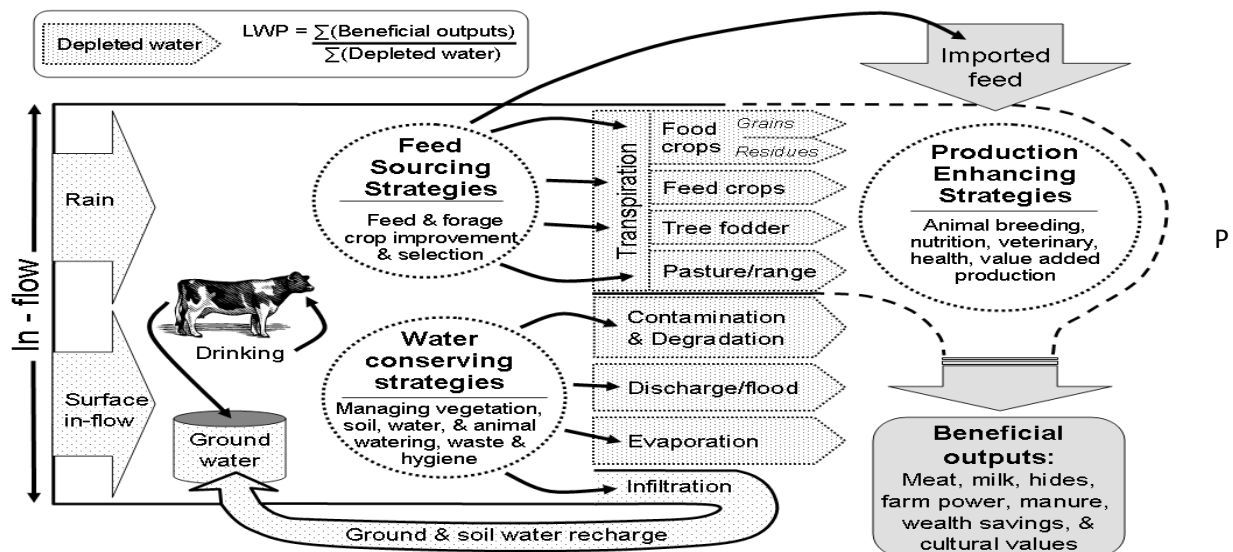 Depleted water
LWP = ∑(Beneficial outputs)
∑(Depleted water)
Imported
feed
In - flow
Rain
Surface
in-flow
Feed
Sourcing
Strategies
Feed & forage
crop improvement
& selection
Drinking
Ground
water
Water
conserving
strategies
Managing vegetation,
soil, water, & animal
watering, waste &
hygiene
Transpiration
Food
crops
Grains
Residues
Feed crops
Tree fodder
Pasture/range
Contamination
& Degradation
Discharge/flood
Evaporation
Infiltration
Ground & soil water recharge
Production
Enhancing
Strategies
Animal breeding,
nutrition, veterinary,
health, value added
production
P
Beneficial
outputs:
Meat, milk, hides,
farm power, manure,
wealth savings, &
cultural values